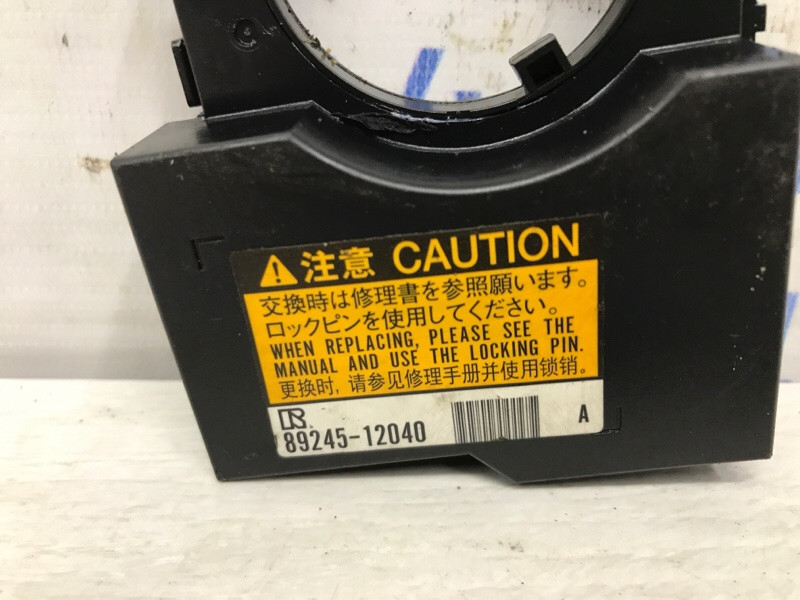 注意 CAUTION
交換時は修理書を参照願います。
ロックピンを使用してください。
WHEN REPLACING, PLEASE SEE THE
MANUAL AND USE THE LOCKING PIN.
更换时, 请参见修理手册并使用锁销。
R
89245-12040 A